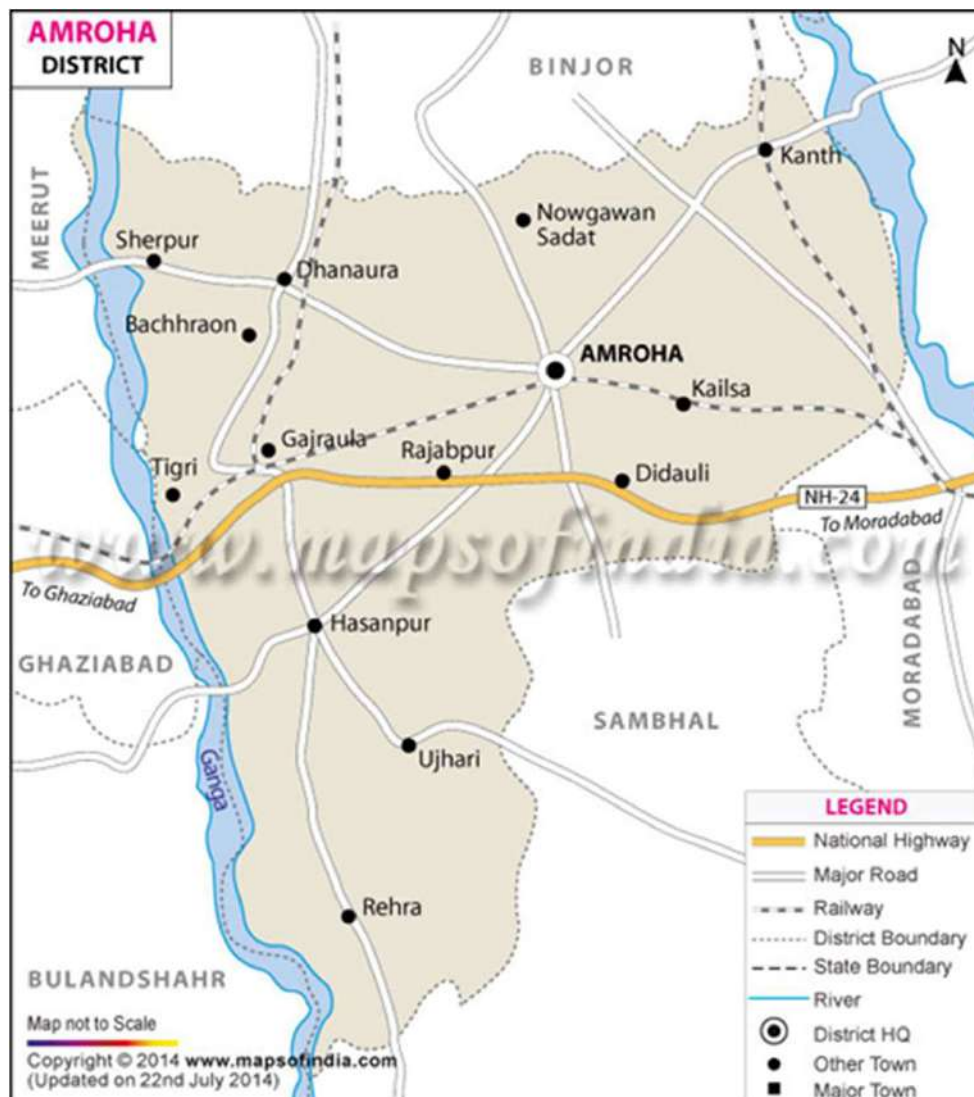 AMROHA
DISTRICT
N
BINJOR
MEERUT
Kanth
Nowgawan
Sadat
Sherpur
Dhanaura
Bachhraon
AMROHA
Kailsa
Gajraula
Rajabpur
Tigri
Didauli
NH-24
To Moradabad
www.mapsofindia.com
To Ghaziabad
Hasanpur
GHAZIABAD
MORADABAD
SAMBHAL
Ujhari
Ganga
Rehra
BULANDSHAHR
Map not to Scale
Copyright © 2014 www.mapsofindia.com
(Updated on 22nd July 2014)
LEGEND
National Highway
Major Road
Railway
District Boundary
State Boundary
River
District HQ
Other Town
Major Town